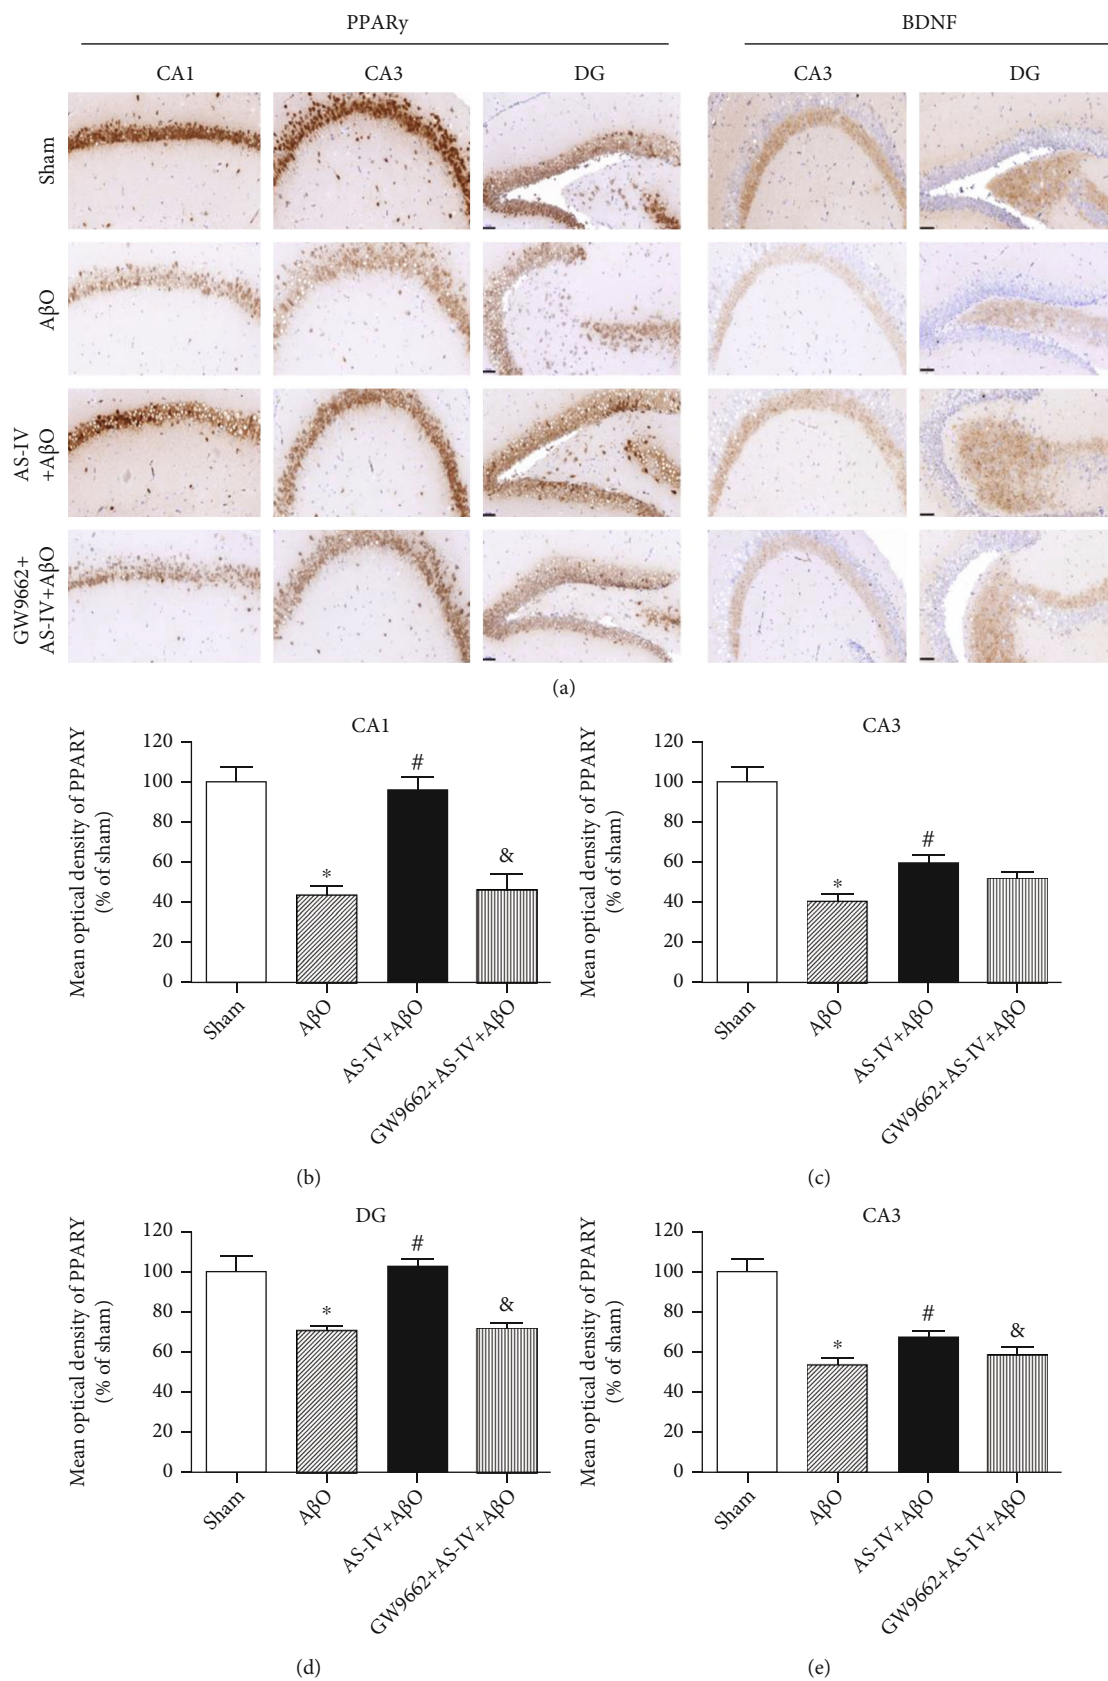 PPARy
BDNF
CA1
CA3
DG
CA3
DG
Sham
AβO
AS-IV
+AβO
GW9662+
AS-IV+AβO
(a)
CA1
Mean optical density of PPARY
(% of sham)
120
100
80
60
40
20
0
*
#
&
Sham
AβO
AS-IV+AβO
GW9662+AS-IV+AβO
(b)
CA3
Mean optical density of PPARY
(% of sham)
120
100
80
60
40
20
0
*
#
Sham
AβO
AS-IV+AβO
GW9662+AS-IV+AβO
(c)
DG
Mean optical density of PPARY
(% of sham)
120
100
80
60
40
20
0
*
#
&
Sham
AβO
AS-IV+AβO
GW9662+AS-IV+AβO
(d)
CA3
Mean optical density of PPARY
(% of sham)
120
100
80
60
40
20
0
*
#
&
Sham
AβO
AS-IV+AβO
GW9662+AS-IV+AβO
(e)